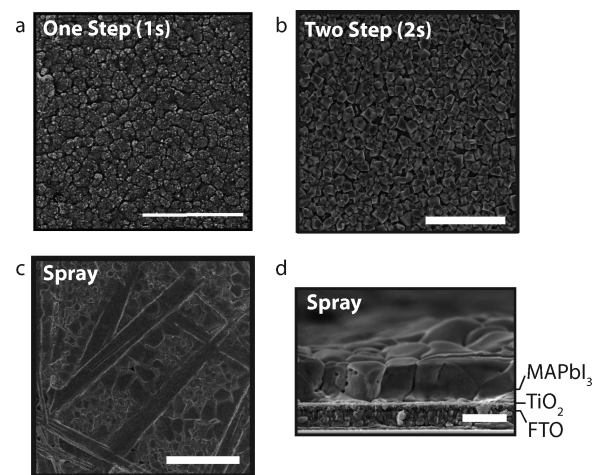 a
One Step (1s)
b
Two Step (2s)
c
Spray
d
Spray
MAPbI₃
TiO₂
FTO